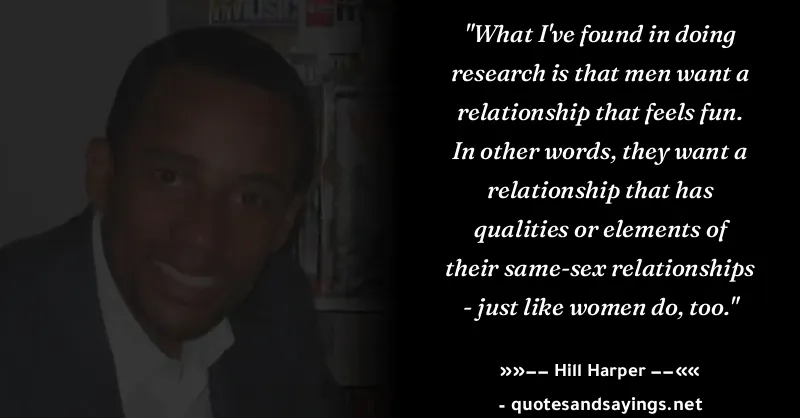 MUSIC
"What I've found in doing
research is that men want a
relationship that feels fun.
In other words, they want a
relationship that has
qualities or elements of
their same-sex relationships
- just like women do, too."
»»–– Hill Harper ––««
- quotesandsayings.net